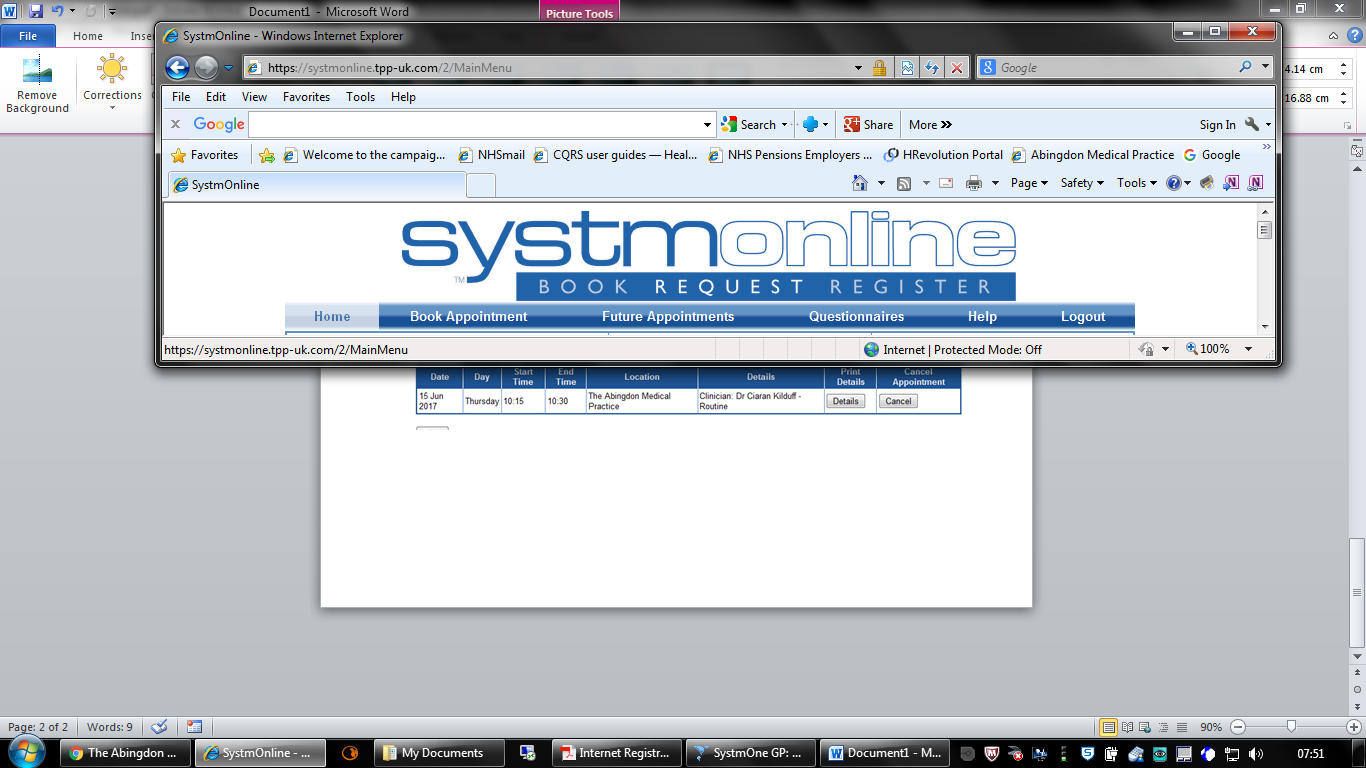 Document1 - Microsoft Word
Picture Tools
File Home Inser
Remove Background
Corrections
4.14 cm
16.88 cm
SystmOnline - Windows Internet Explorer
https://systmonline.tpp-uk.com/2/MainMenu
Google
File Edit View Favorites Tools Help
x Google Search Share More » Sign In
Favorites Welcome to the campaig... NHSmail CQRS user guides — Heal... NHS Pensions Employers ... HRevolution Portal Abingdon Medical Practice Google »
SystmOnline
Page Safety Tools
systmonline
TM
BOOK REQUEST REGISTER
Home Book Appointment Future Appointments Questionnaires Help Logout
https://systmonline.tpp-uk.com/2/MainMenu Internet | Protected Mode: Off 100%
Date Day Start Time End Time Location Details Print Details Cancel Appointment
15 Jun 2017 Thursday 10:15 10:30 The Abingdon Medical Practice Clinician: Dr Ciaran Kilduff - Routine Details Cancel
Page: 2 of 2 Words: 9 90%
The Abingdon ... SystmOnline - ... My Documents Internet Registr... SystmOne GP: ... Document1 - M... 07:51